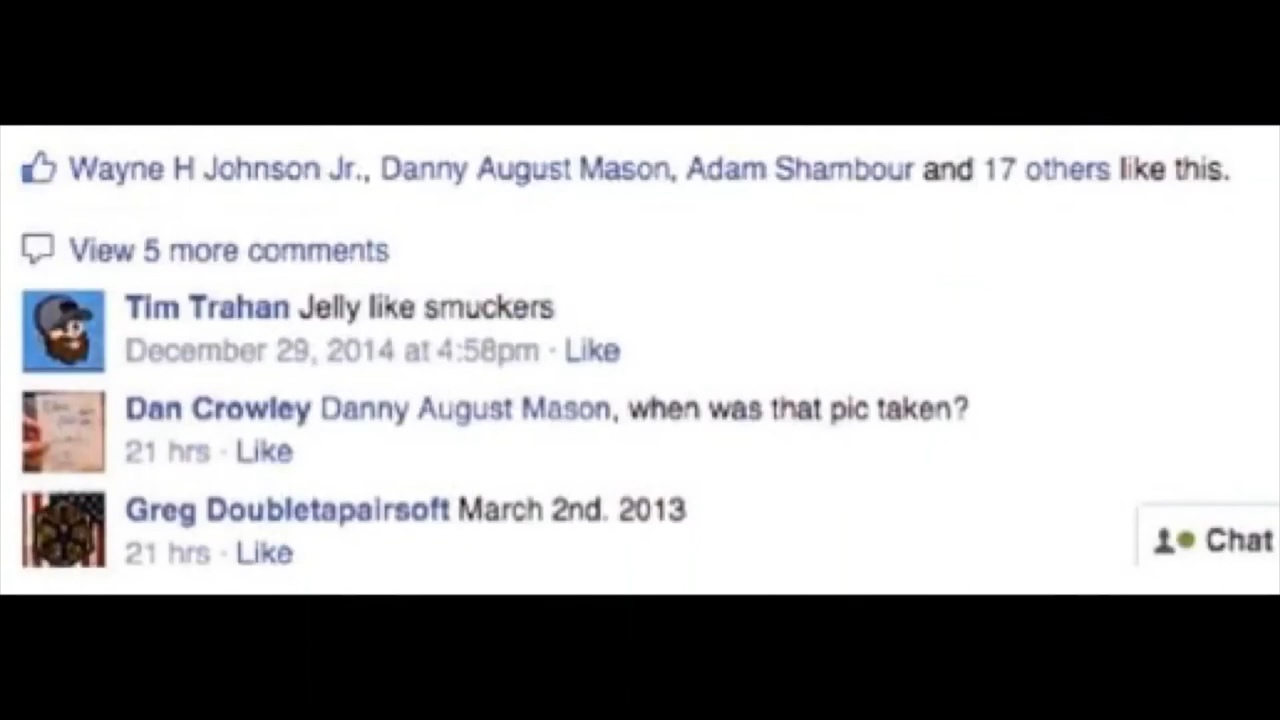 Wayne H Johnson Jr., Danny August Mason, Adam Shambour and 17 others like this.
View 5 more comments
Tim Trahan Jelly like smuckers
December 29, 2014 at 4:58pm · Like
Dan Crowley Danny August Mason, when was that pic taken?
21 hrs · Like
Greg Doubletapairsoft March 2nd. 2013
21 hrs · Like
Chat